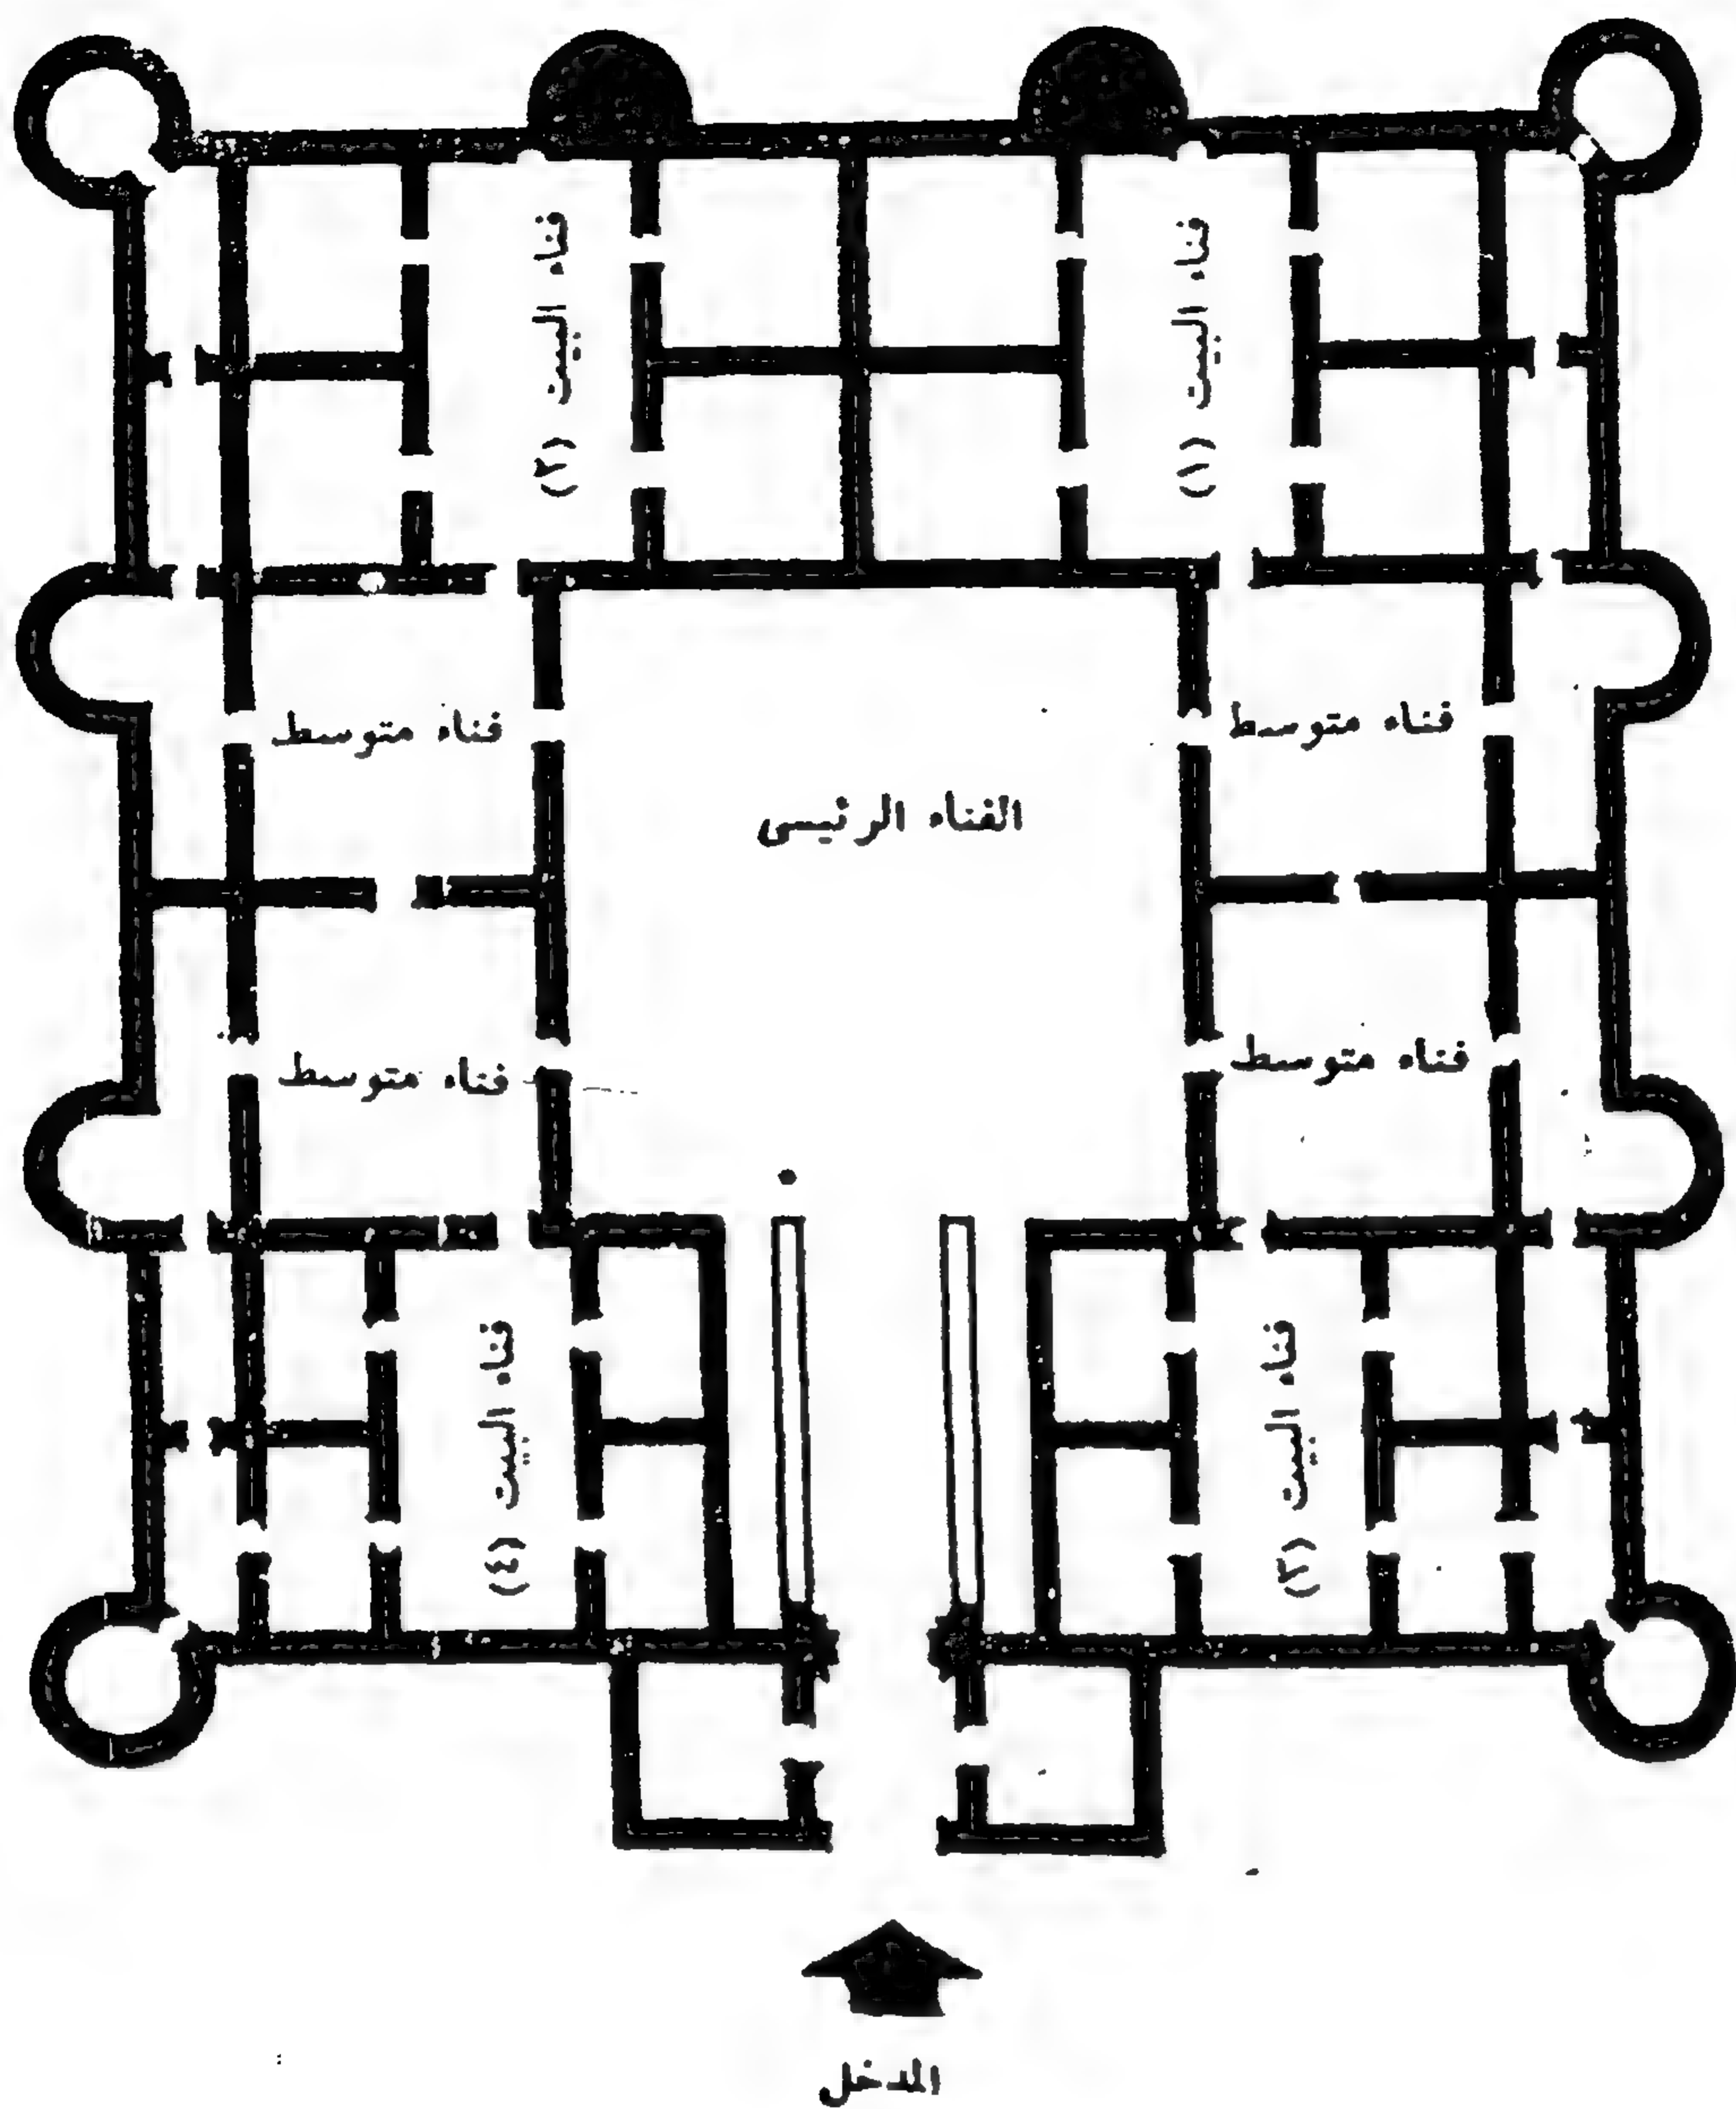 فناء البيت (١)
فناء البيت (٢)
فناء متوسط
فناء متوسط
الفناء الرئيسى
فناء متوسط
فناء متوسط
فناء البيت (٣)
فناء البيت (٤)
المدخل